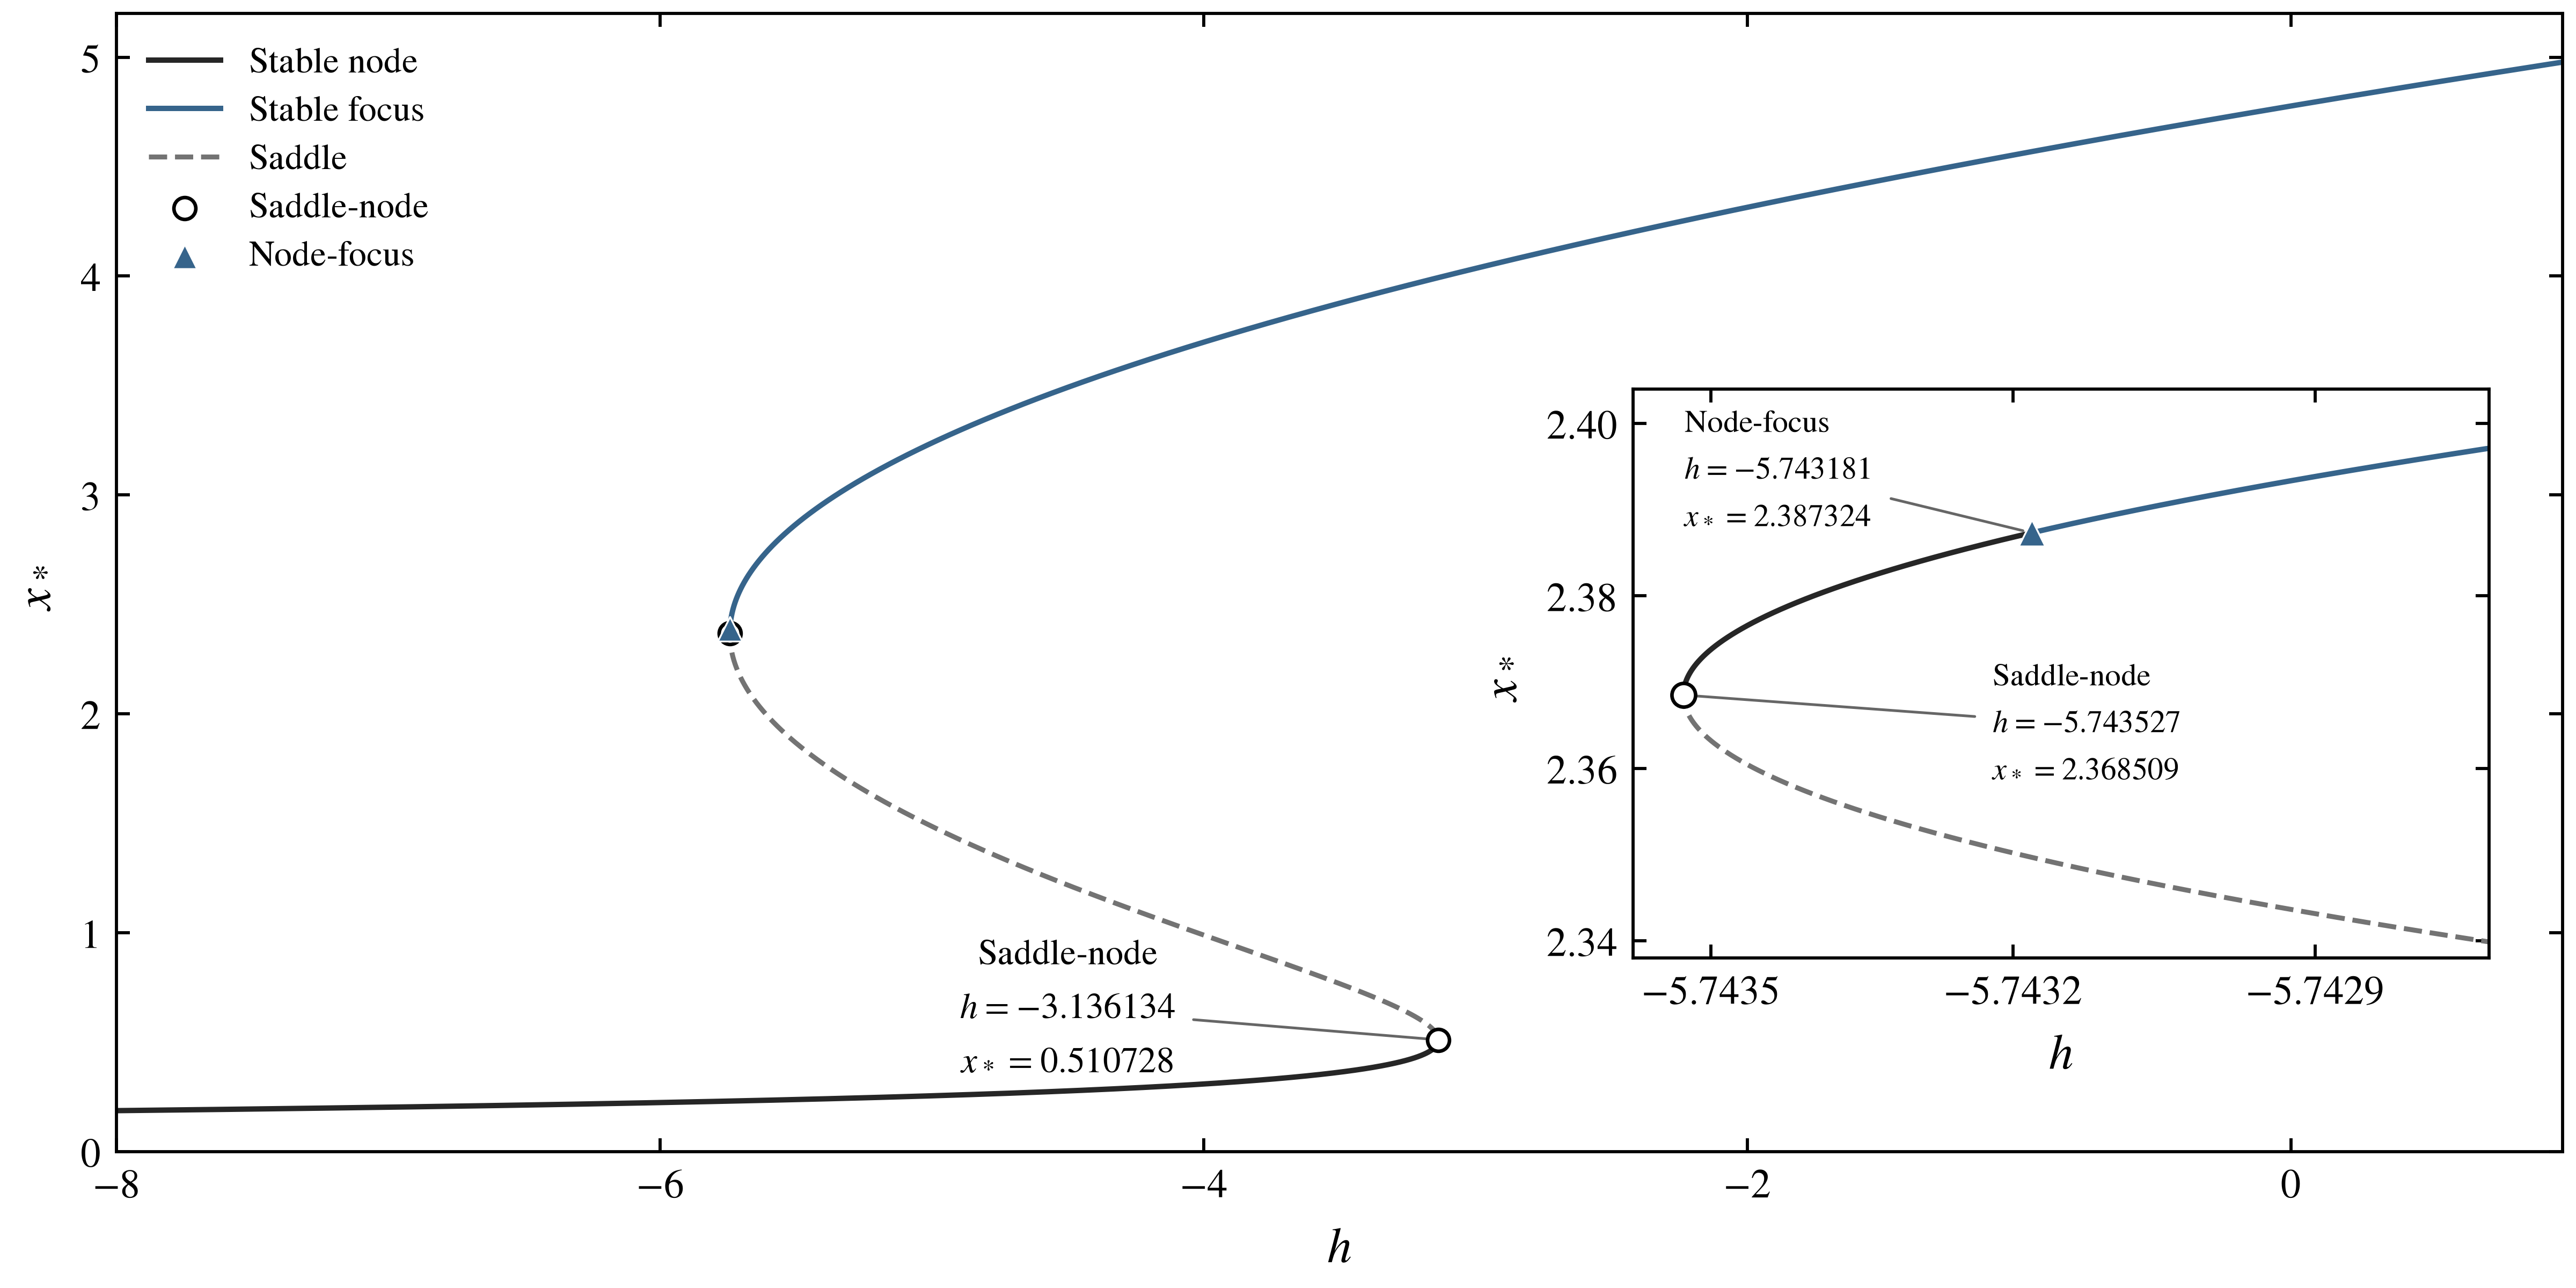 Stable node
Stable focus
Saddle
Saddle-node
Node-focus
5
4
3
2
1
0
x*
−8
−6
−4
−2
0
h
Saddle-node
h = −3.136134
x* = 0.510728
2.40
2.38
2.36
2.34
x*
Node-focus
h = −5.743181
x* = 2.387324
Saddle-node
h = −5.743527
x* = 2.368509
−5.7435
−5.7432
−5.7429
h